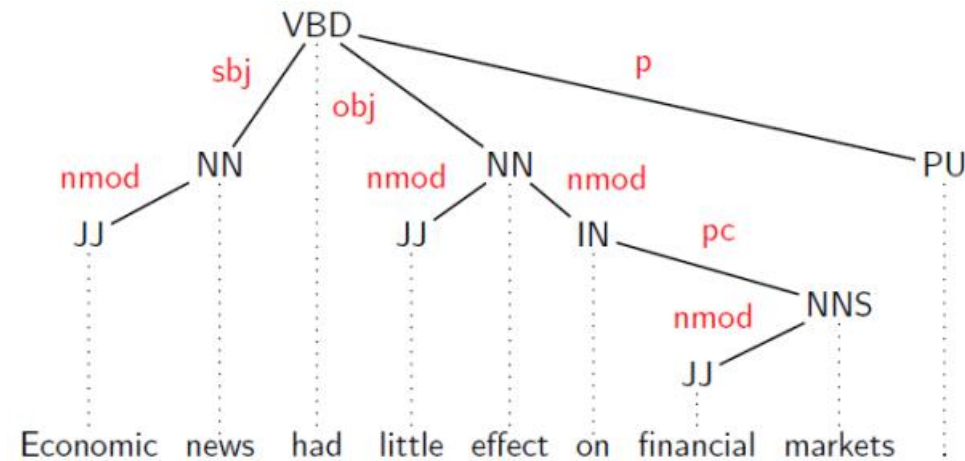 VBD
sbj
p
obj
NN NN PU
nmod nmod nmod
JJ JJ IN
pc
NNS
nmod
JJ
Economic news had little effect on financial markets .